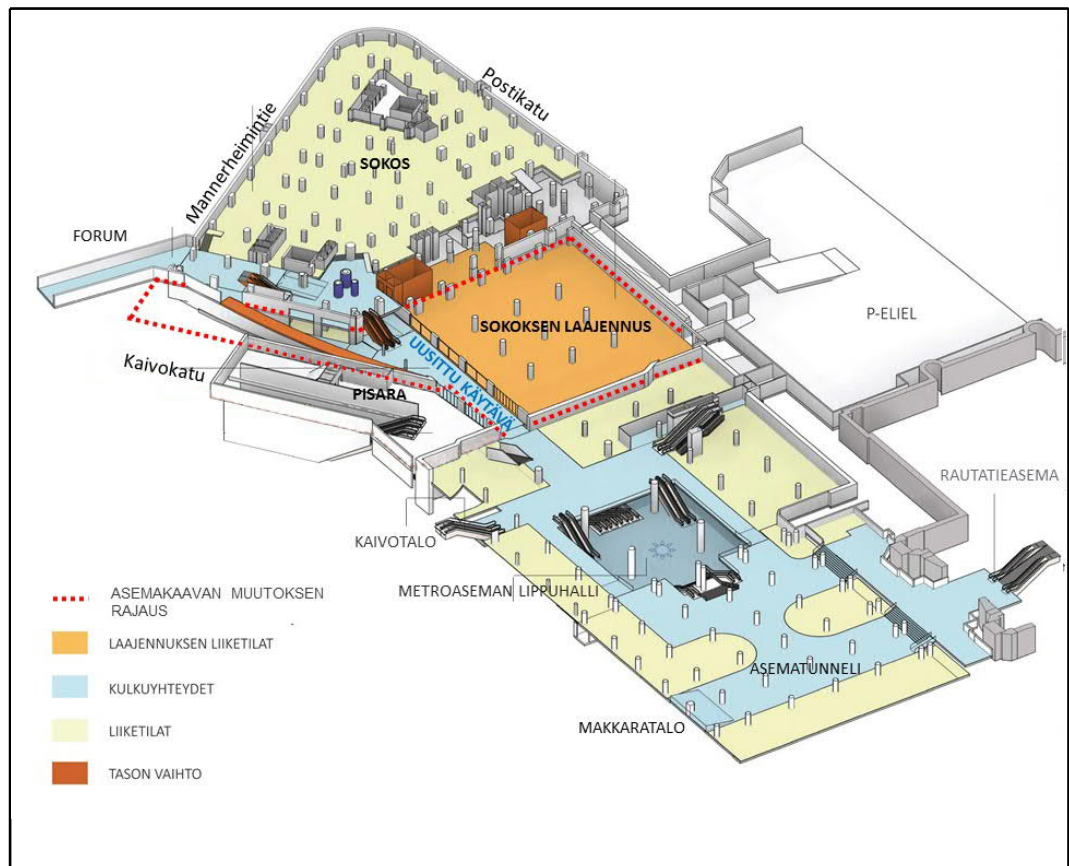 Postikatu
Mannerheimintie
SOKOS
FORUM
P-ELIEL
SOKOKSEN LAAJENNUS
UUSITTU KÄYTÄVÄ
Kaivokatu
PISARA
RAUTATIEASEMA
KAIVOTALO
METROASEMAN LIPPUHALLI
ASEMATUNNELI
MAKKARATALO
ASEMAKAAVAN MUUTOKSEN
RAJAUS
LAAJENNUKSEN LIIKETILAT
KULKUYHTEYDET
LIIKETILAT
TASON VAIHTO